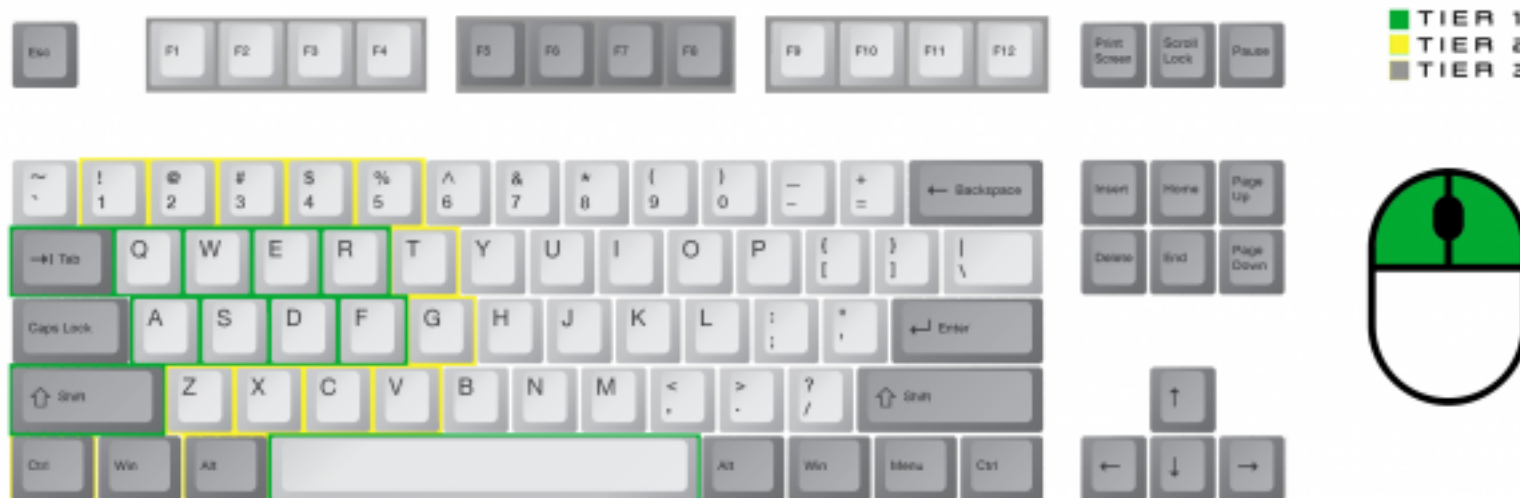 Esc F1 F2 F3 F4 F5 F6 F7 F8 F9 F10 F11 F12 Print Screen Scroll Lock Pause
TIER 1
TIER 2
TIER 3
~ ` ! 1 @ 2 # 3 $ 4 % 5 ^ 6 & 7 * 8 ( 9 ) 0 _ - + = ← Backspace Insert Home Page Up
→| Tab Q W E R T Y U I O P { [ } ] | \ Delete End Page Down
Caps Lock A S D F G H J K L : ; " ' ↵ Enter
⇧ Shift Z X C V B N M < , > . ? / ⇧ Shift ↑
Ctrl Win Alt Alt Win Menu Ctrl ← ↓ →